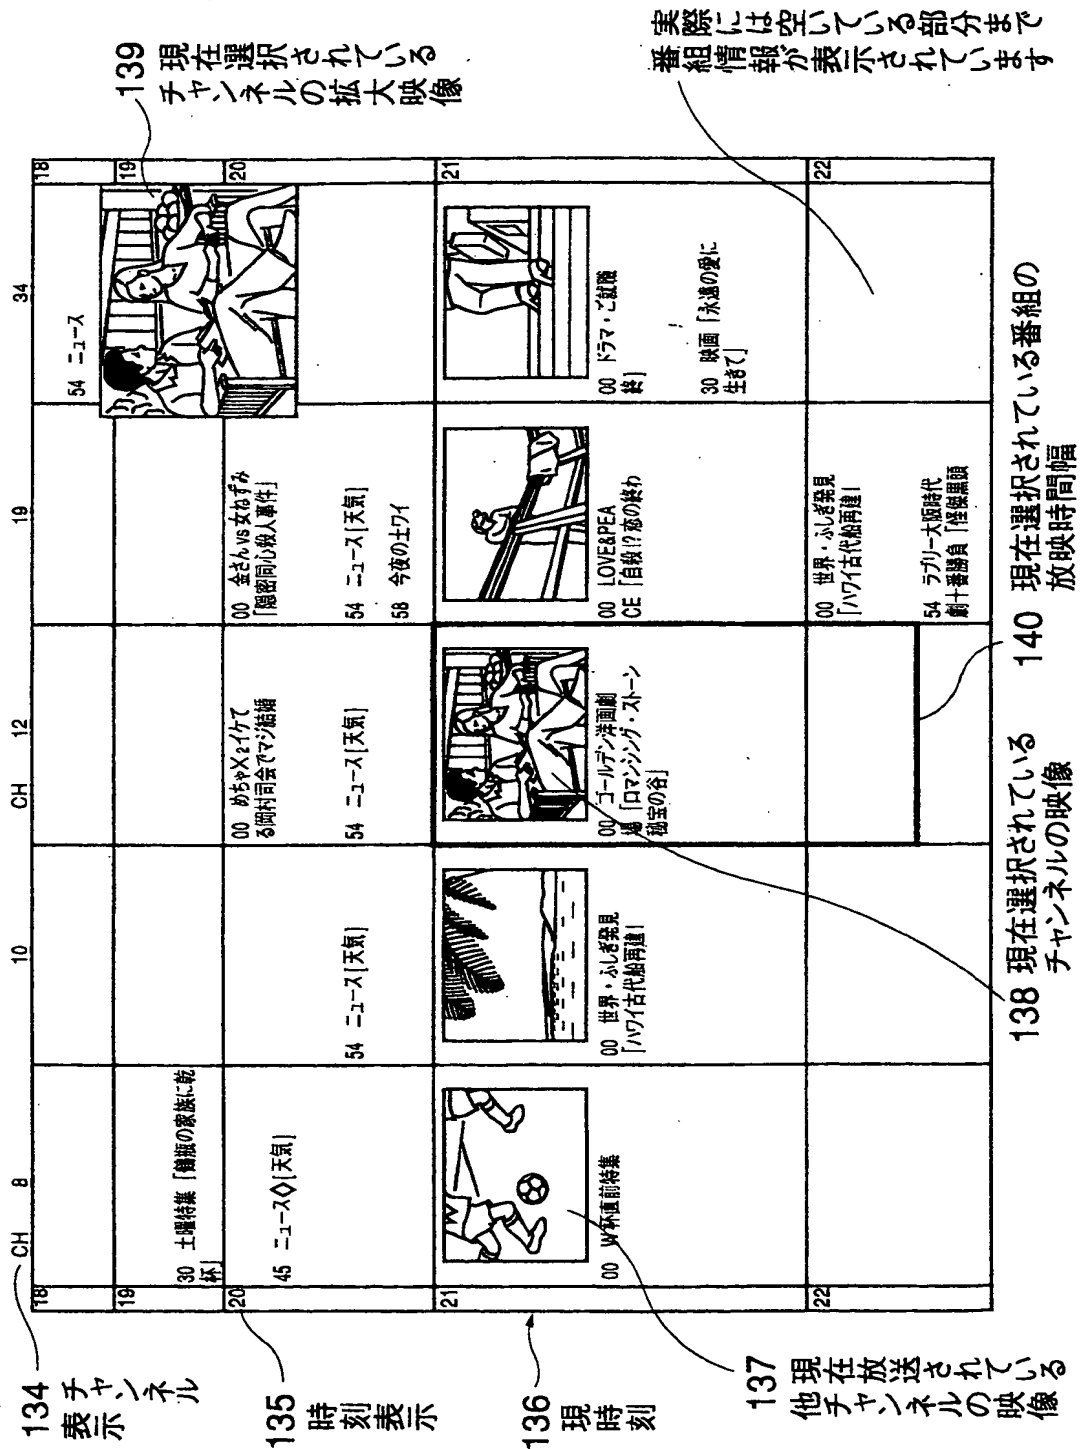 134 チャンネル
表示
135
時刻表示
136
現時刻
137
現在放送されている
他チャンネルの映像
138 現在選択されている
チャンネルの映像
139
現在選択されている
チャンネルの拡大映像
140 現在選択されている番組の
放映時間幅
実際には空いている部分まで
番組情報が表示されています
CH 8 10 CH 12 19 34
18
19
20
21
22
18
19
20
21
22
30 土曜特集「鶴瓶の家族に乾
杯」
45 ニュース◇[天気]
00 W杯直前特集
54 ニュース[天気]
00 世界・ふしぎ発見
「ハワイ古代船再建!
00 めちゃX2イケて
る岡村司会でマジ結婚
54 ニュース[天気]
00 ゴールデン洋画劇
場「ロマンシング・ストーン
秘宝の谷」
00 金さんvs女ねずみ
「隠密同心殺人事件」
54 ニュース[天気]
58 今夜の土ワイ
00 LOVE&PEA
CE「自殺!?恋の終わ
00 世界・ふしぎ発見
「ハワイ古代船再建!
54 ラブリー大阪時代
劇十番勝負「怪傑黒頭
54 ニュース
00 ドラマ・ご就職
終」
30 映画「永遠の愛に
生きて」
W